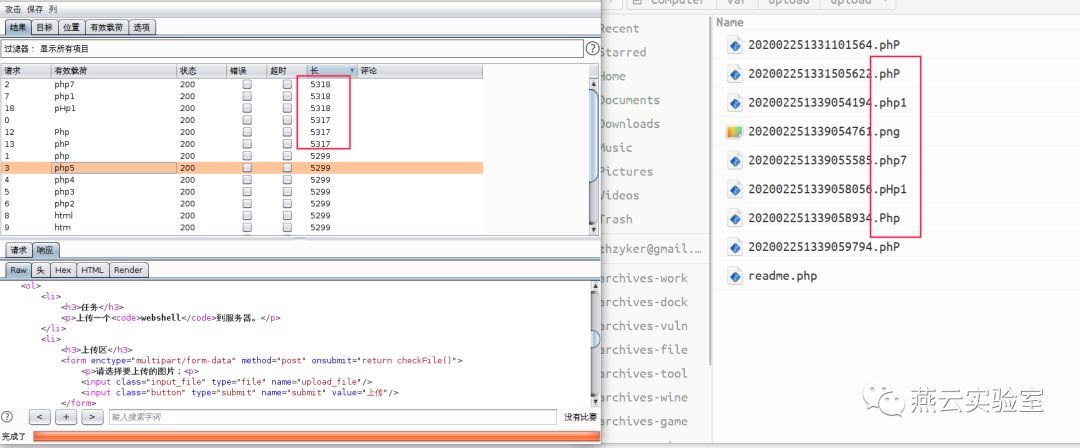 攻击 保存 列
结果 目标 位置 有效载荷 选项
过滤器： 显示所有项目
请求 有效载荷 状态 错误 超时 长 评论
2 php7 200 5318
7 php1 200 5318
18 pHp1 200 5318
0 200 5317
12 Php 200 5317
13 phP 200 5317
1 php 200 5299
3 php5 200 5299
4 php4 200 5299
5 php3 200 5299
6 php2 200 5299
8 html 200 5299
9 htm 200 5299
请求 响应
Raw 头 Hex HTML Render
<ol>
<li>
<h3>任务</h3>
<p>上传一个<code>webshell</code>到服务器。</p>
</li>
<li>
<h3>上传区</h3>
<form enctype="multipart/form-data" method="post" onsubmit="return checkFile()">
<p>请选择要上传的图片：<p>
<input class="input_file" type="file" name="upload_file"/>
<input class="button" type="submit" name="submit" value="上传"/>
</form>
? < + > 输入搜索字词 没有比赛
完成了
Computer var upload upload
Recent
Starred
Home
Documents
Downloads
Music
Pictures
Videos
Trash
zhzyker@gmail....
archives-work
archives-dock
archives-vuln
archives-file
archives-tool
archives-wine
archives-game
Name
202002251331101564.phP
202002251331505622.phP
202002251339054194.php1
202002251339054761.png
202002251339055585.php7
202002251339058056.pHp1
202002251339058934.Php
202002251339059794.phP
readme.php
燕云实验室